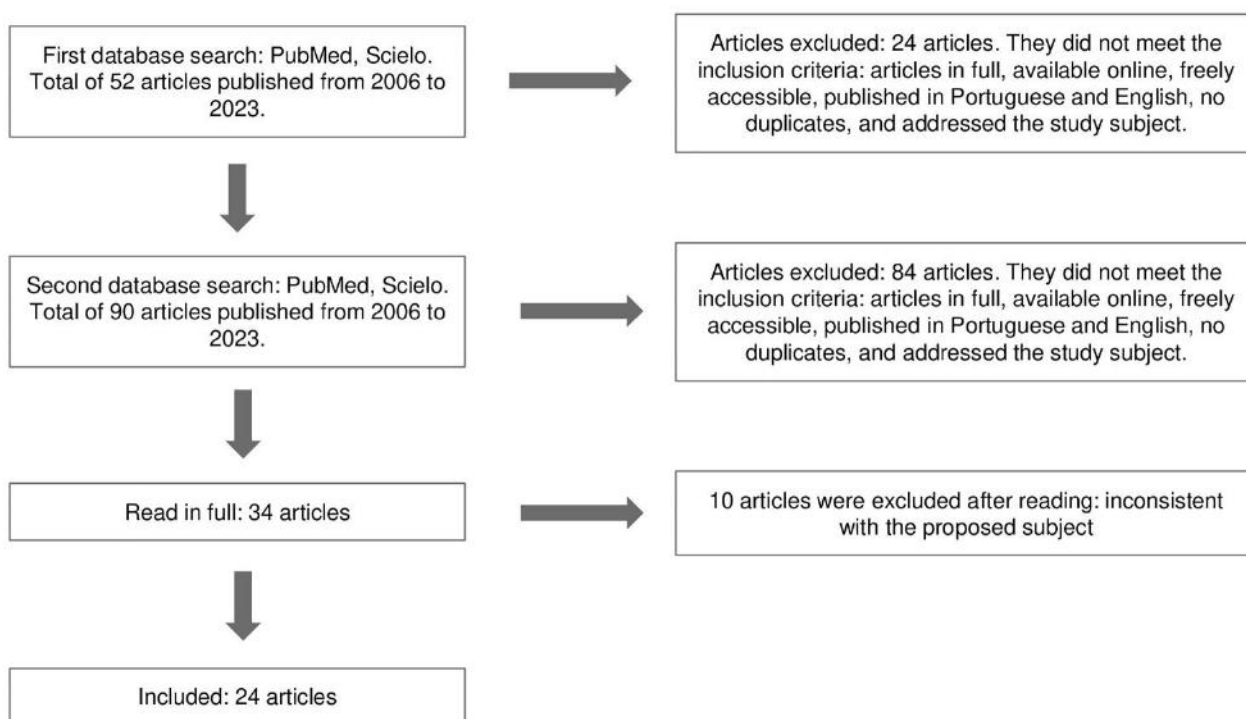 First database search: PubMed, Scielo.
Total of 52 articles published from 2006 to
2023.
Articles excluded: 24 articles. They did not meet the
inclusion criteria: articles in full, available online, freely
accessible, published in Portuguese and English, no
duplicates, and addressed the study subject.
Second database search: PubMed, Scielo.
Total of 90 articles published from 2006 to
2023.
Articles excluded: 84 articles. They did not meet the
inclusion criteria: articles in full, available online, freely
accessible, published in Portuguese and English, no
duplicates, and addressed the study subject.
Read in full: 34 articles
10 articles were excluded after reading: inconsistent
with the proposed subject
Included: 24 articles